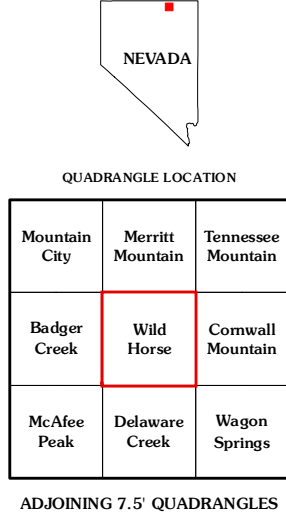 NEVADA
QUADRANGLE LOCATION
Mountain City
Merritt Mountain
Tennessee Mountain
Badger Creek
Wild Horse
Cornwall Mountain
McAfee Peak
Delaware Creek
Wagon Springs
ADJOINING 7.5' QUADRANGLES